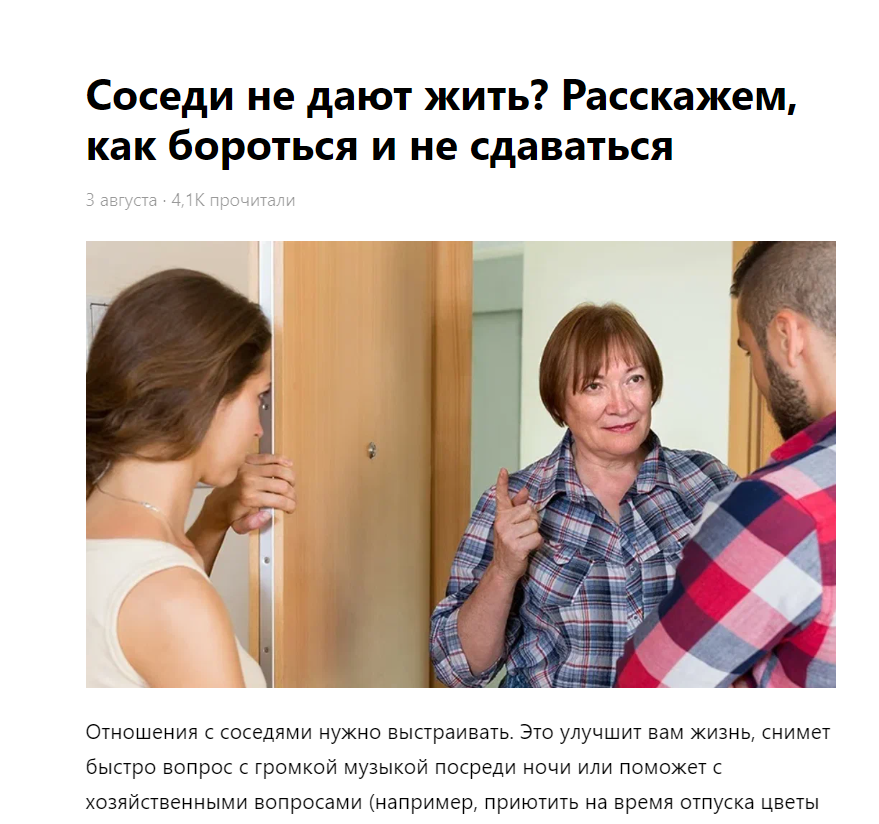 Соседи не дают жить? Расскажем,
как бороться и не сдаваться
3 августа · 4,1K прочитали
Отношения с соседями нужно выстраивать. Это улучшит вам жизнь, снимет
быстро вопрос с громкой музыкой посреди ночи или поможет с
хозяйственными вопросами (например, приютить на время отпуска цветы